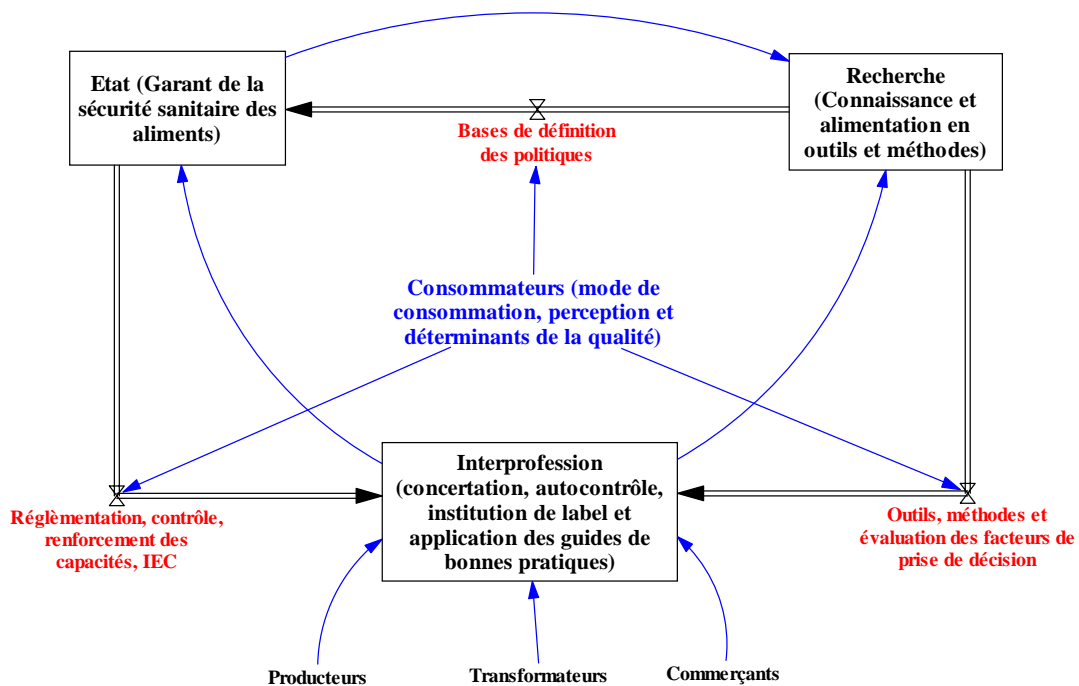 Etat (Garant de la
sécurité sanitaire des
aliments)
Recherche
(Connaissance et
alimentation en
outils et méthodes)
Bases de définition
des politiques
Consommateurs (mode de
consommation, perception et
déterminants de la qualité)
Interprofession
(concertation, autocontrôle,
institution de label et
application des guides de
bonnes pratiques)
Réglèmentation, contrôle,
renforcement des
capacités, IEC
Outils, méthodes et
évaluation des facteurs de
prise de décision
Producteurs
Transformateurs
Commerçants